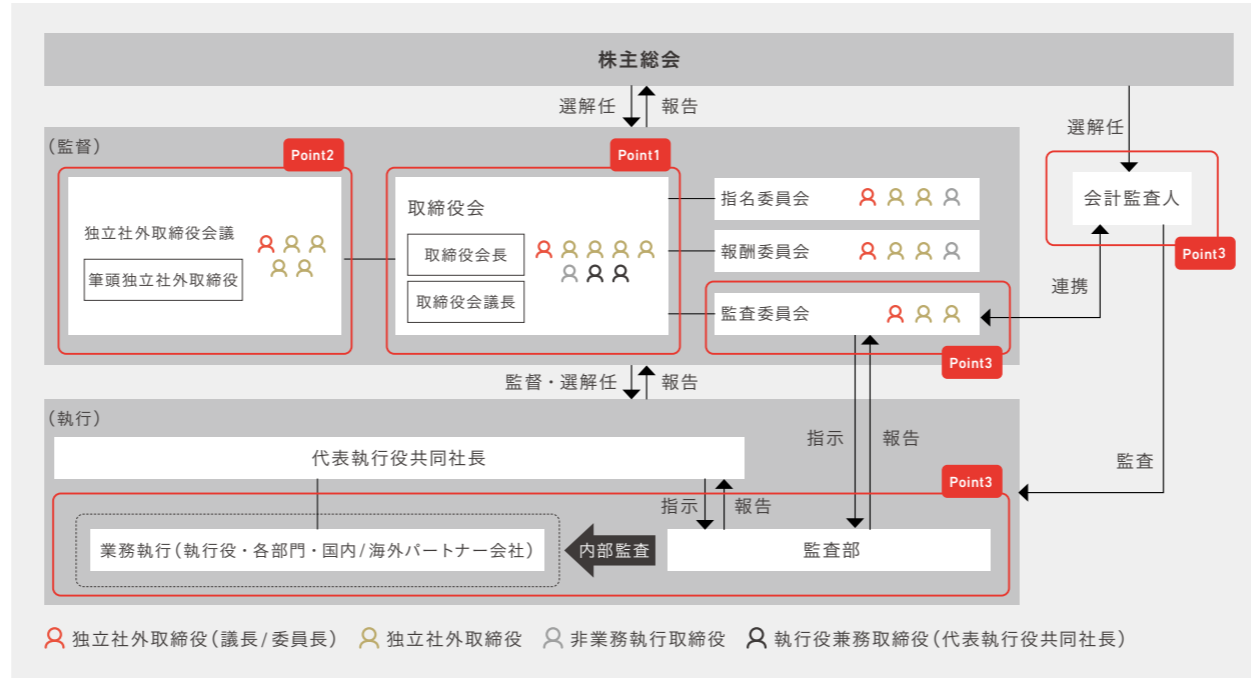 株主総会
選解任
報告
選解任
(監督)
Point2
Point1
独立社外取締役会議
筆頭独立社外取締役
取締役会
取締役会長
取締役会議長
指名委員会
報酬委員会
監査委員会
Point3
会計監査人
Point3
連携
監督・選解任
報告
(執行)
代表執行役共同社長
指示
報告
監査
Point3
指示
報告
業務執行(執行役・各部門・国内/海外パートナー会社)
内部監査
監査部
独立社外取締役(議長/委員長)
独立社外取締役
非業務執行取締役
執行役兼務取締役(代表執行役共同社長)